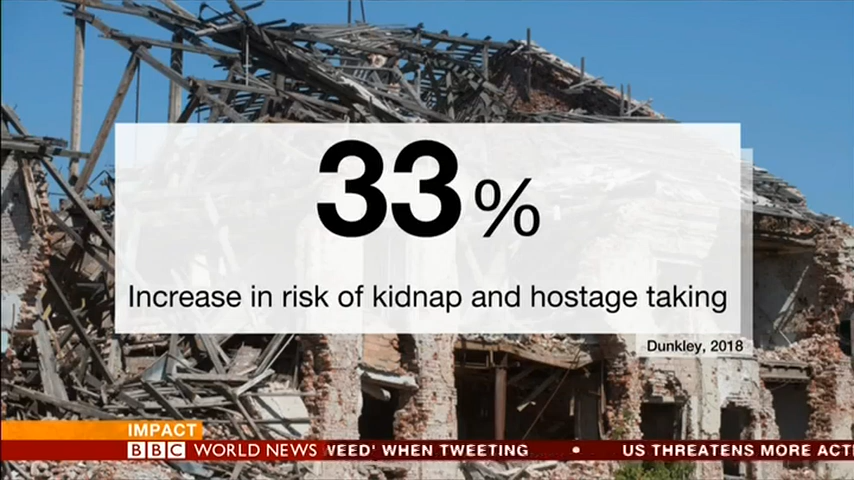 33%
Increase in risk of kidnap and hostage taking
Dunkley, 2018
IMPACT
BBC WORLD NEWS WEED' WHEN TWEETING • US THREATENS MORE ACT